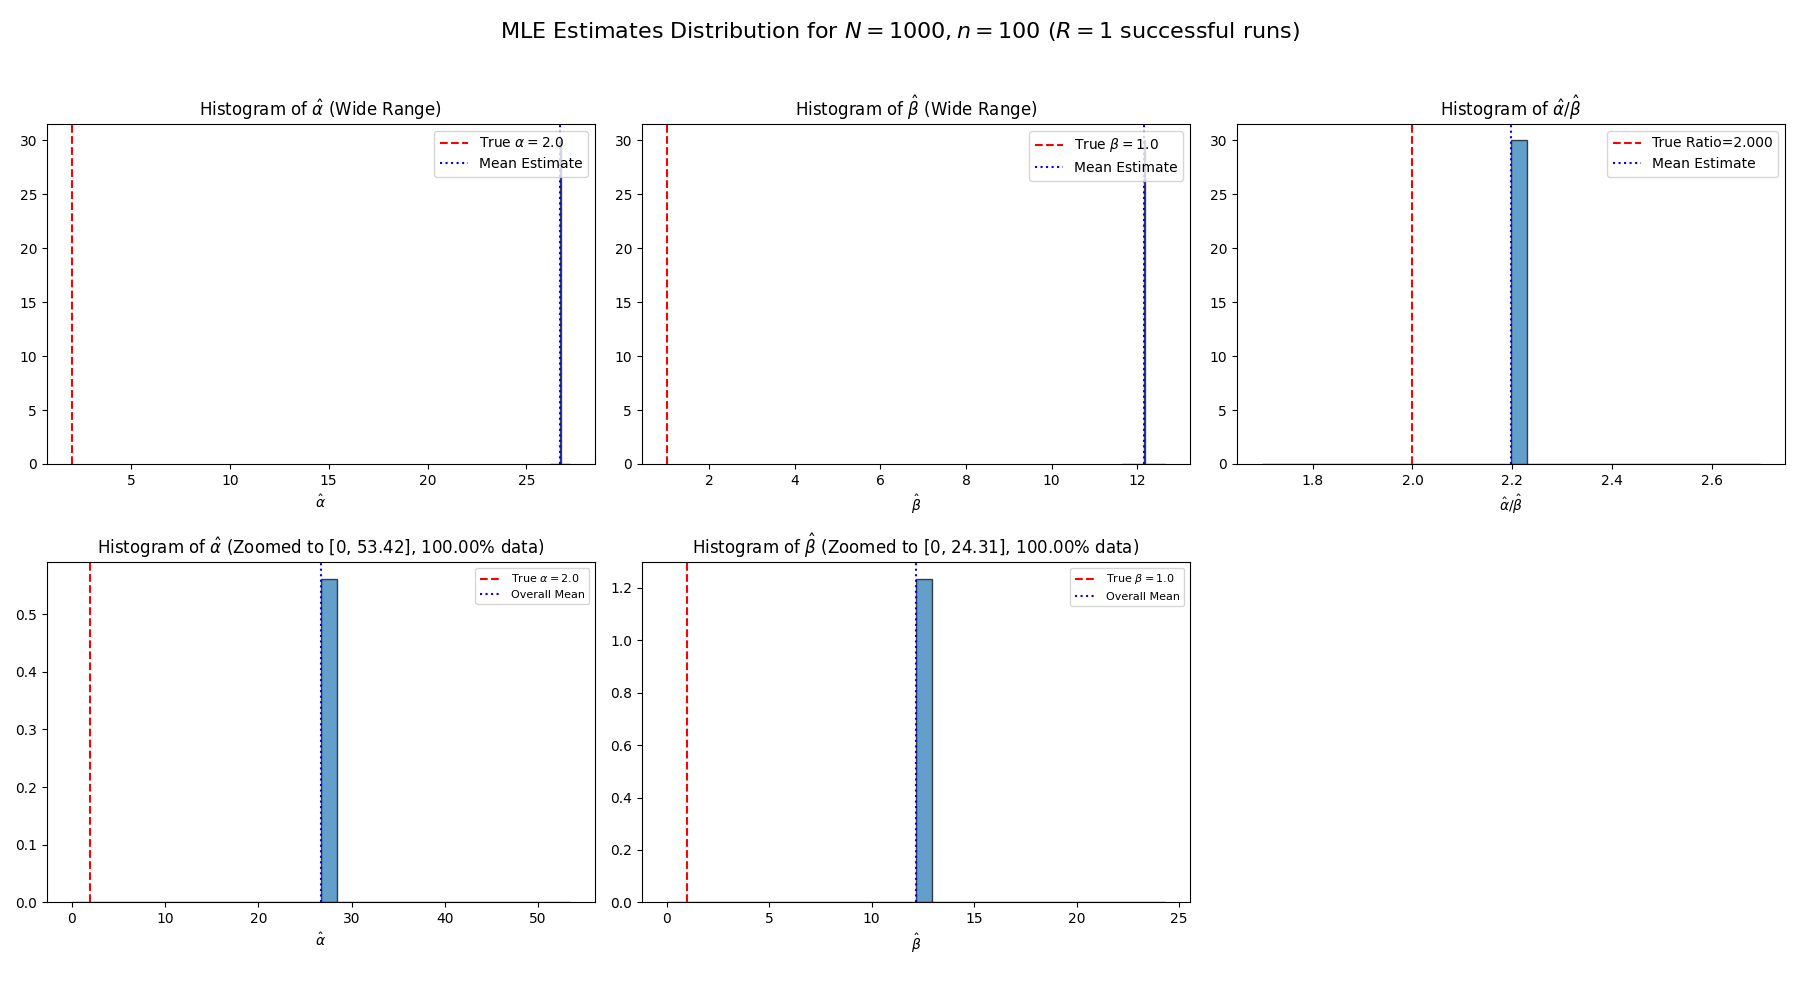 MLE Estimates Distribution for N = 1000, n = 100 (R = 1 successful runs)
Histogram of α̂ (Wide Range)
True α = 2.0
Mean Estimate
30
25
20
15
10
5
0
5 10 15 20 25
α̂
Histogram of β̂ (Wide Range)
True β = 1.0
Mean Estimate
30
25
20
15
10
5
0
2 4 6 8 10 12
β̂
Histogram of α̂/β̂
True Ratio=2.000
Mean Estimate
30
25
20
15
10
5
0
1.8 2.0 2.2 2.4 2.6
α̂/β̂
Histogram of α̂ (Zoomed to [0, 53.42], 100.00% data)
True α = 2.0
Overall Mean
0.5
0.4
0.3
0.2
0.1
0.0
0 10 20 30 40 50
α̂
Histogram of β̂ (Zoomed to [0, 24.31], 100.00% data)
True β = 1.0
Overall Mean
1.2
1.0
0.8
0.6
0.4
0.2
0.0
0 5 10 15 20 25
β̂